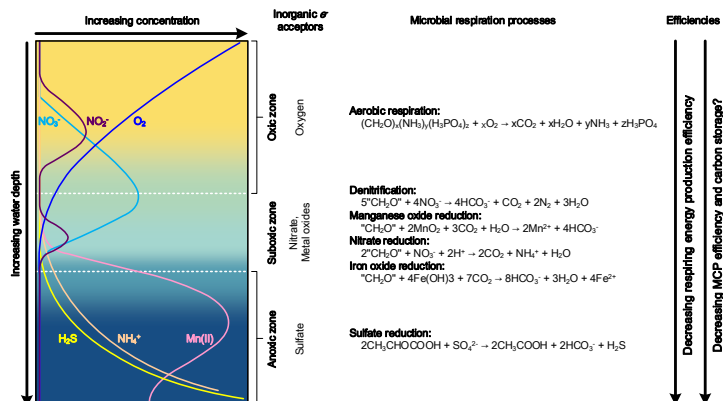 Increasing concentration
Inorganic e⁻ acceptors
Microbial respiration processes
Efficiencies
Increasing water depth
NO₃⁻
NO₂⁻
O₂
H₂S
NH₄⁺
Mn(II)
Oxic zone
Suboxic zone
Anoxic zone
Oxygen
Nitrate,
Metal oxides
Sulfate
Aerobic respiration:
(CH₂O)ₓ(NH₃)ᵧ(H₃PO₄)₂ + ₓO₂→ xCO₂ + xH₂O + yNH₃ + zH₃PO₄
Denitrification:
5"CH₂O" + 4NO₃⁻→ 4HCO₃⁻ + CO₂ + 2N₂ + 3H₂O
Manganese oxide reduction:
"CH₂O" + 2MnO₂ + 3CO₂ + H₂O → 2Mn²⁺ + 4HCO₃⁻
Nitrate reduction:
2"CH₂O" + NO₃⁻ + 2H⁺ → 2CO₂ + NH₄⁺ + H₂O
Iron oxide reduction:
"CH₂O" + 4Fe(OH)3 + 7CO₂→ 8HCO₃⁻ + 3H₂O + 4Fe²⁺
Sulfate reduction:
2CH₃CHOCOOH + SO₄²⁻→ 2CH₃COOH + 2HCO₃⁻ + H₂S
Decreasing respiring energy production efficiency
Decreasing MCP efficiency and carbon storage?